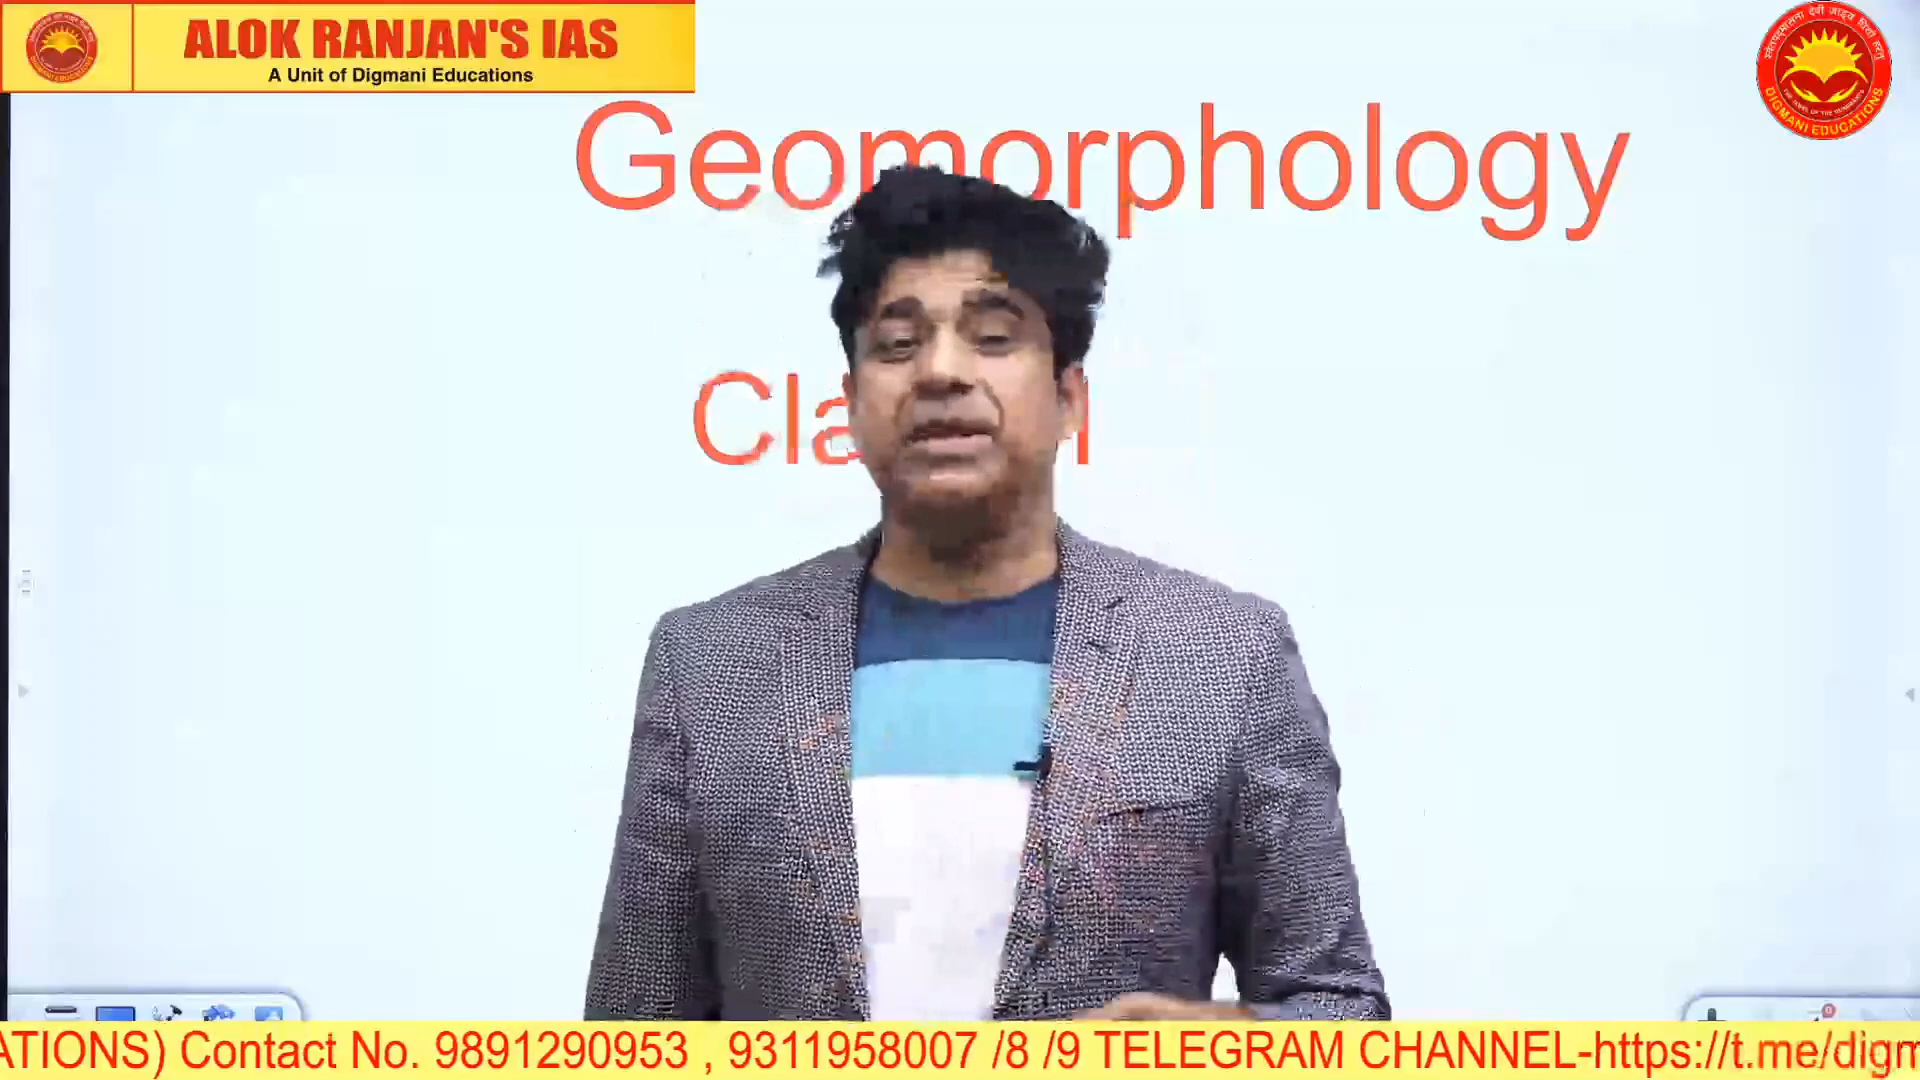 ALOK RANJAN'S IAS
A Unit of Digmani Educations
DIGMANI EDUCATIONS
Geomorphology
Cla
ATIONS) Contact No. 9891290953 , 9311958007 /8 /9 TELEGRAM CHANNEL-https://t.me/digm